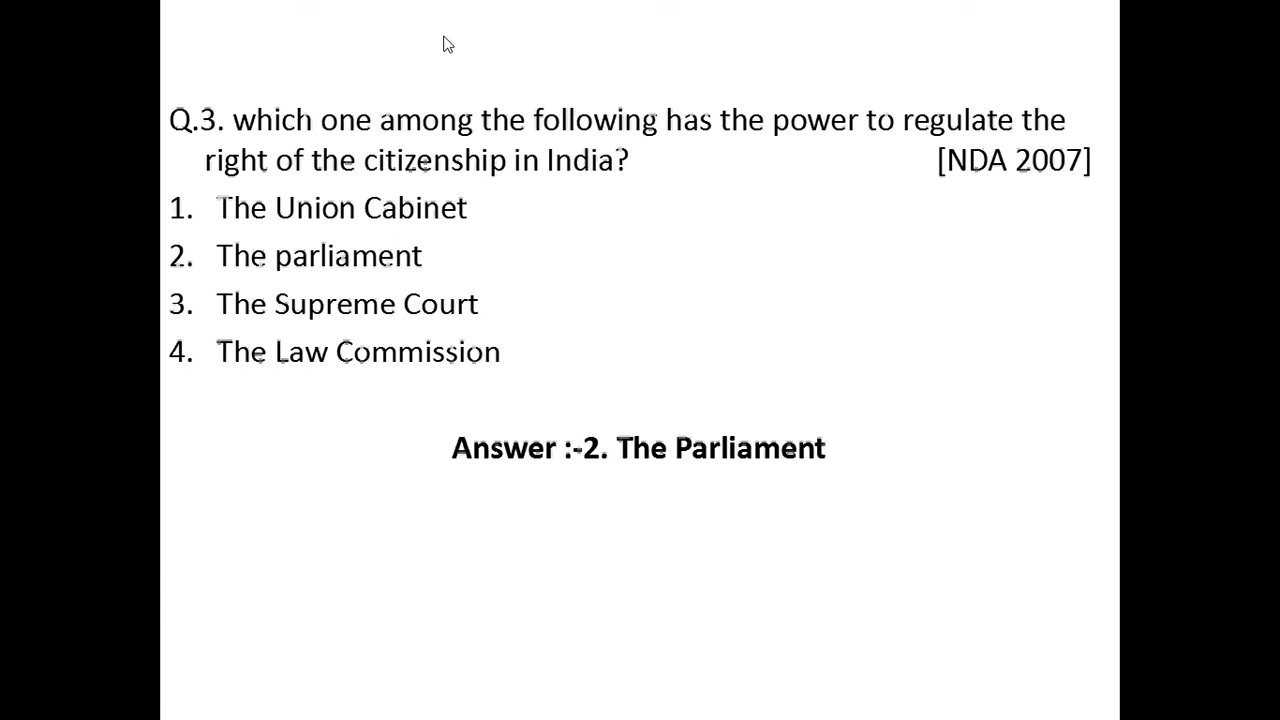 Q.3. which one among the following has the power to regulate the
right of the citizenship in India? [NDA 2007]
1. The Union Cabinet
2. The parliament
3. The Supreme Court
4. The Law Commission
Answer :-2. The Parliament